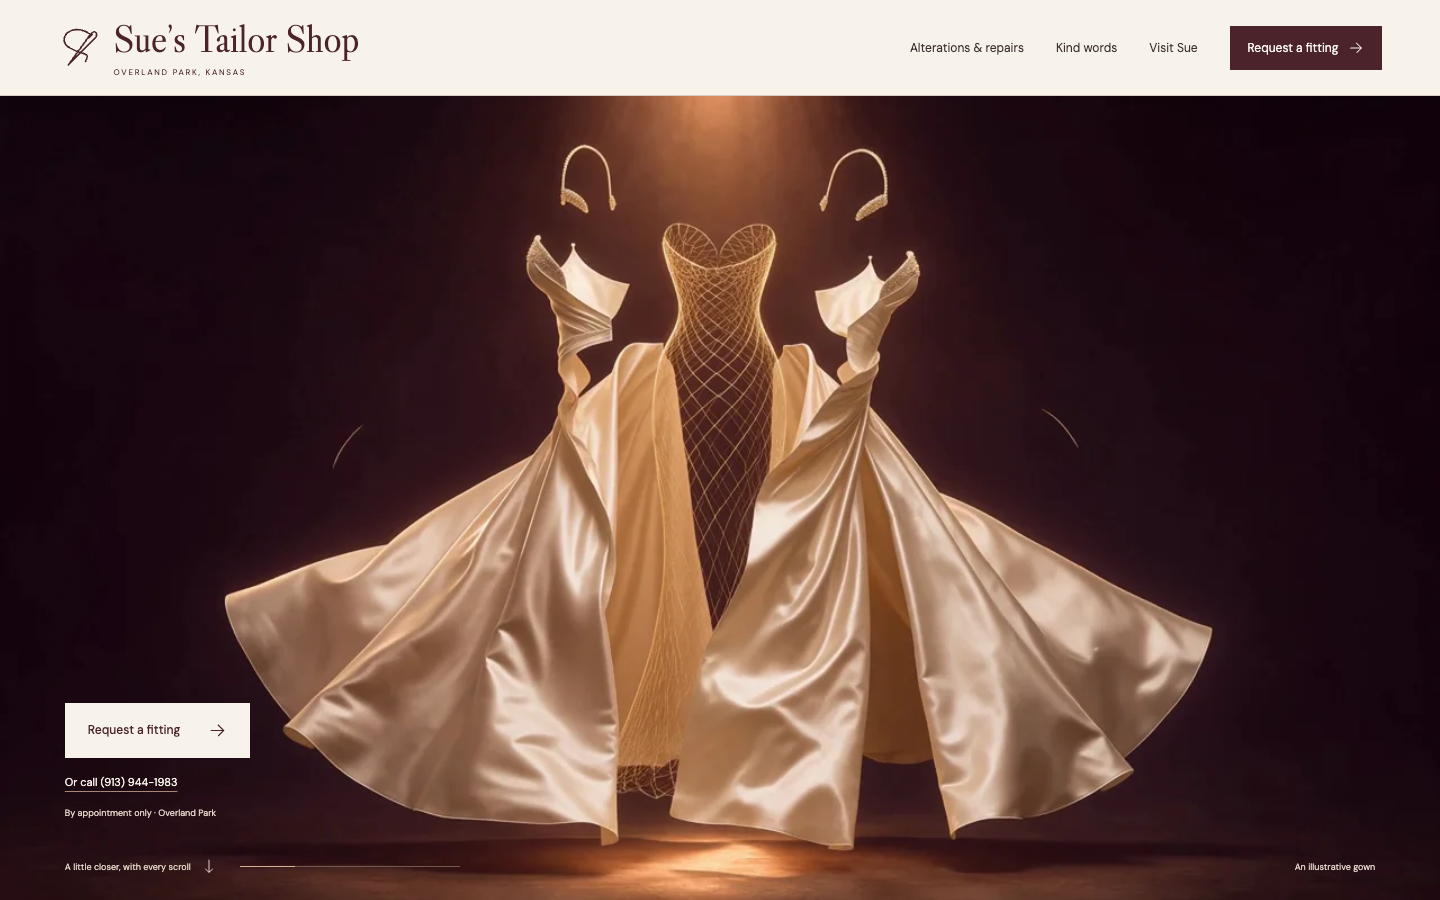 Sue's Tailor Shop
OVERLAND PARK, KANSAS
Alterations & repairs
Kind words
Visit Sue
Request a fitting
Request a fitting
Or call (913) 944-1983
By appointment only · Overland Park
A little closer, with every scroll
An illustrative gown